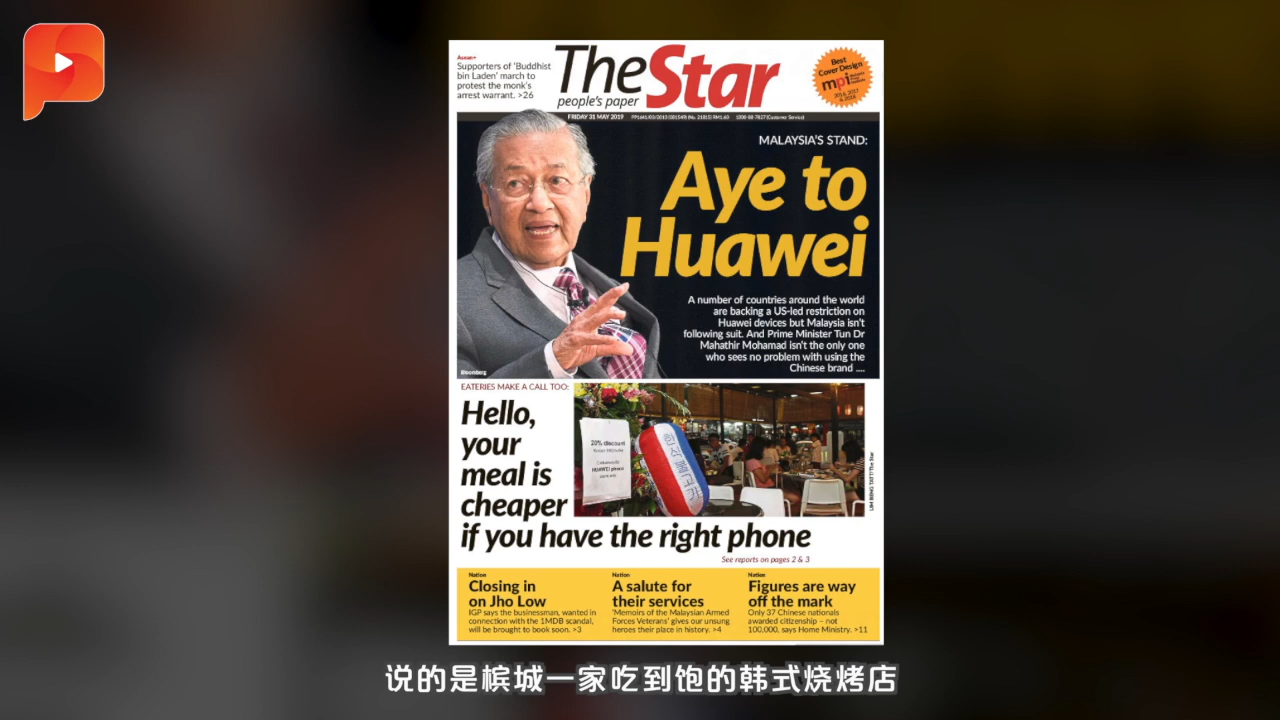 Asean+
Supporters of 'Buddhist
bin Laden' march to
protest the monk's
arrest warrant. >26
TheStar
people's paper
Best
Cover Design
mpi
2016, 2017
& 2018
FRIDAY 31 MAY 2019
MALAYSIA'S STAND:
Aye to
Huawei
A number of countries around the world
are backing a US-led restriction on
Huawei devices but Malaysia isn't
following suit. And Prime Minister Tun Dr
Mahathir Mohamad isn't the only one
who sees no problem with using the
Chinese brand ....
Bloomberg
EATERIES MAKE A CALL TOO:
Hello,
your
meal is
cheaper
if you have the right phone
20% discount
HUAWEI phone
See reports on pages 2 & 3
Nation
Closing in
on Jho Low
IGP says the businessman, wanted in
connection with the 1MDB scandal,
will be brought to book soon. >3
Nation
A salute for
their services
'Memoirs of the Malaysian Armed
Forces Veterans' gives our unsung
heroes their place in history. >4
Nation
Figures are way
off the mark
Only 37 Chinese nationals
awarded citizenship – not
100,000, says Home Ministry. >11
说的是槟城一家吃到饱的韩式烧烤店